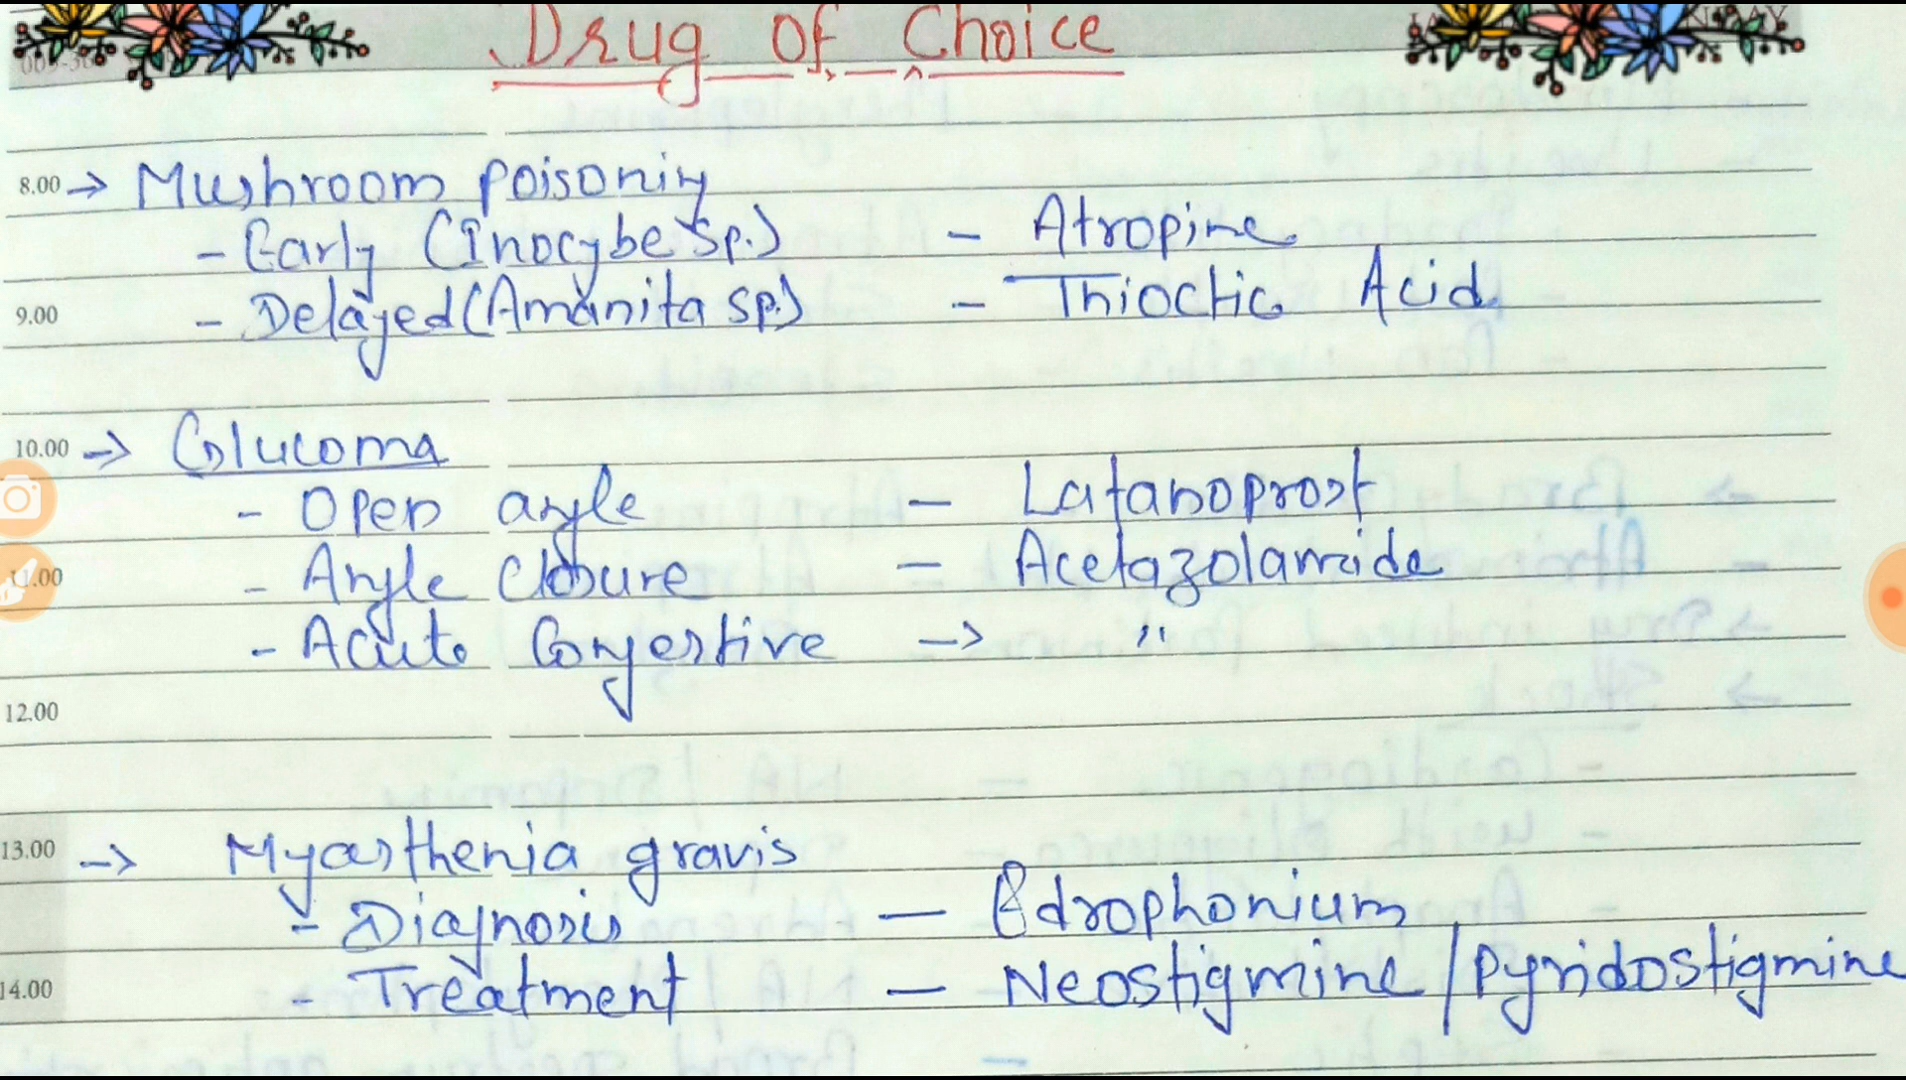 Drug Of Choice
8.00 → Mushroom poisoning
- Early (Inocybe sp.) - Atropine
9.00 - Delayed (Amanita sp.) - Thioctic Acid
10.00 → Glucoma
- Open angle - Latanoprost
11.00 - Angle closure - Acetazolamide
- Acute Congestive → "
12.00
13.00 → Myasthenia gravis
- Diagnosis - Edrophonium
14.00 - Treatment - Neostigmine / Pyridostigmine